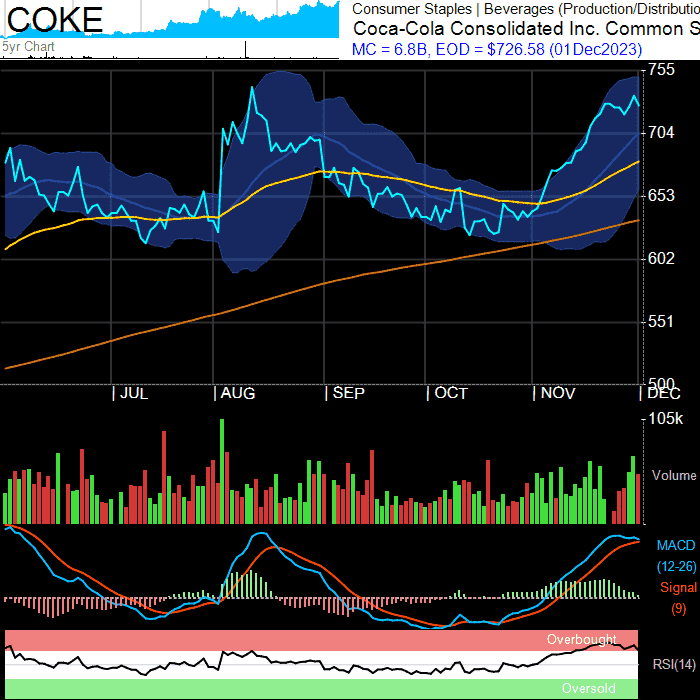 COKE
5yr Chart
Consumer Staples | Beverages (Production/Distributio
Coca-Cola Consolidated Inc. Common S
MC = 6.8B, EOD = $726.58 (01Dec2023)
755
704
653
602
551
500
JUL AUG SEP OCT NOV DEC
105k
Volume
MACD
(12-26)
Signal
(9)
Overbought
RSI(14)
Oversold